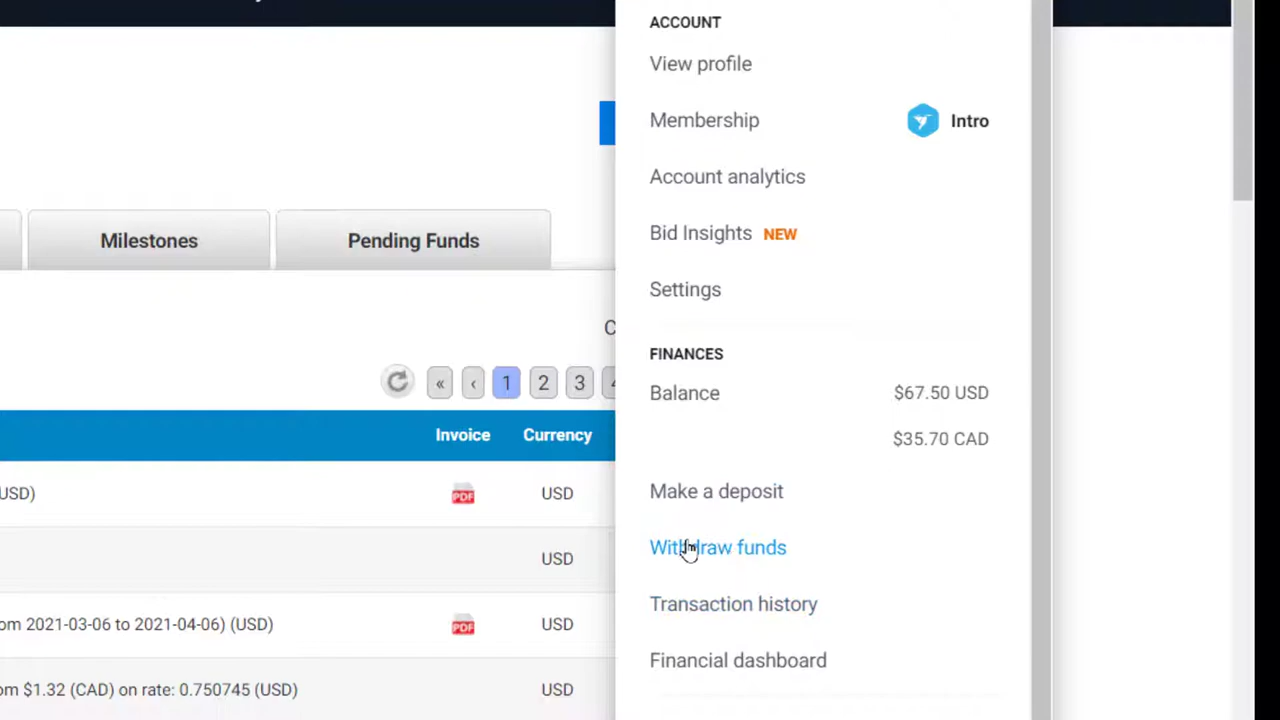 ACCOUNT
View profile
Membership Intro
Account analytics
Bid Insights NEW
Settings
FINANCES
Balance $67.50 USD
$35.70 CAD
Make a deposit
Withdraw funds
Transaction history
Financial dashboard
Milestones Pending Funds
« ‹ 1 2 3
Invoice Currency
USD) PDF USD
USD
om 2021-03-06 to 2021-04-06) (USD) PDF USD
om $1.32 (CAD) on rate: 0.750745 (USD) USD